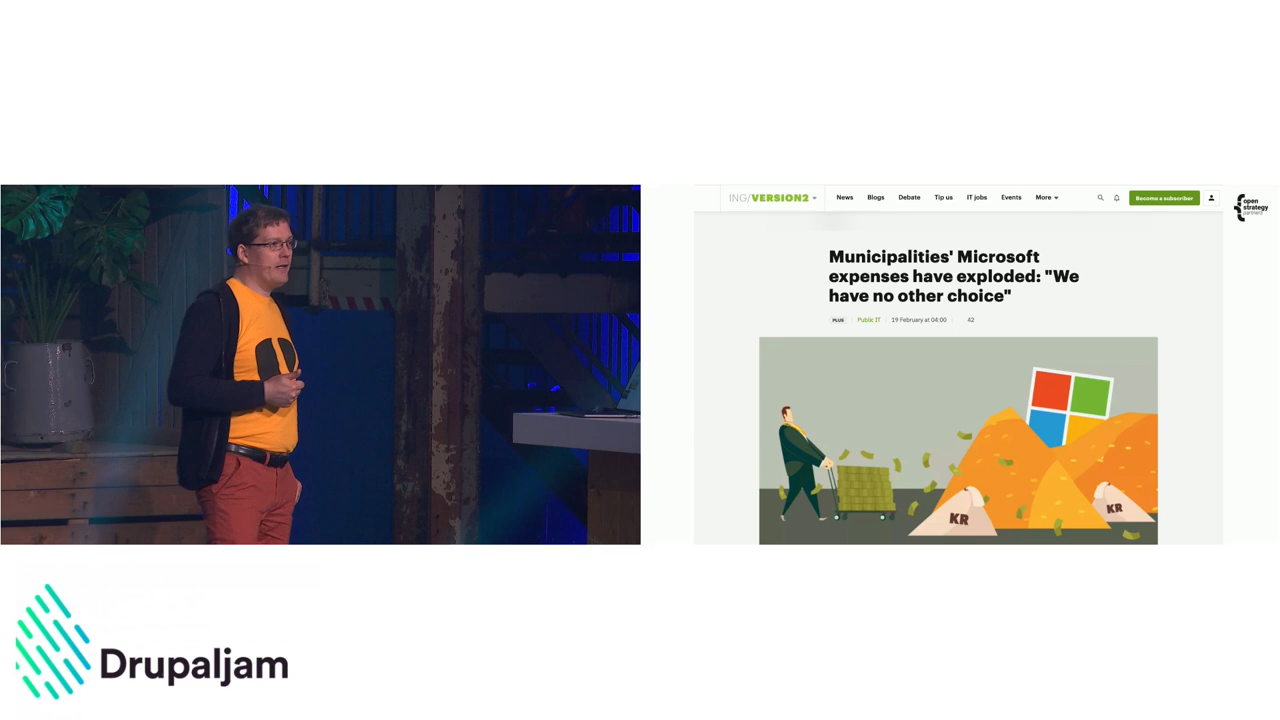 ING/VERSION2
News Blogs Debate Tip us IT jobs Events More
Become a subscriber
open
strategy
partners
Municipalities' Microsoft
expenses have exploded: "We
have no other choice"
PLUS Public IT 19 February at 04:00 42
KR
KR
Drupaljam